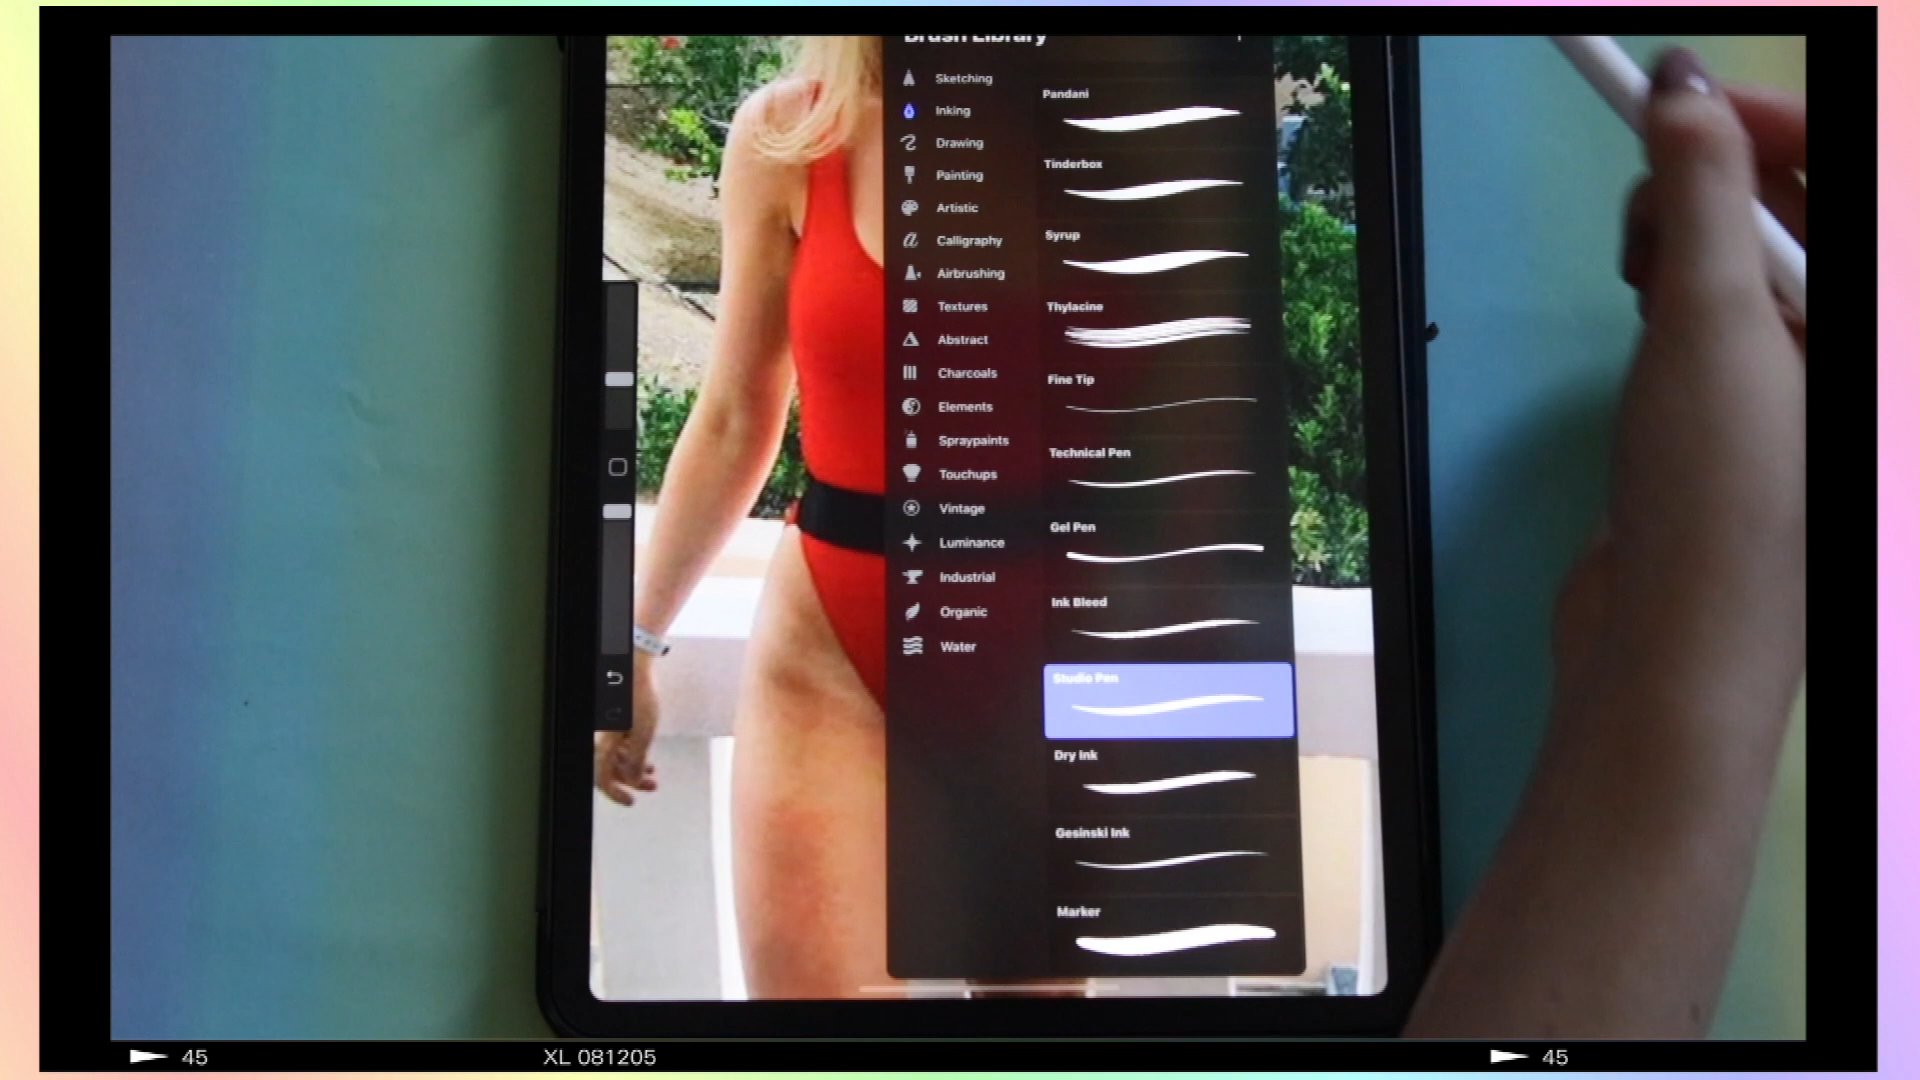 Brush Library
Sketching
Inking
Drawing
Painting
Artistic
Calligraphy
Airbrushing
Textures
Abstract
Charcoals
Elements
Spraypaints
Touchups
Vintage
Luminance
Industrial
Organic
Water
Pandani
Tinderbox
Syrup
Thylacine
Fine Tip
Technical Pen
Gel Pen
Ink Bleed
Studio Pen
Dry Ink
Gesinski Ink
Marker
45 XL 081205 45